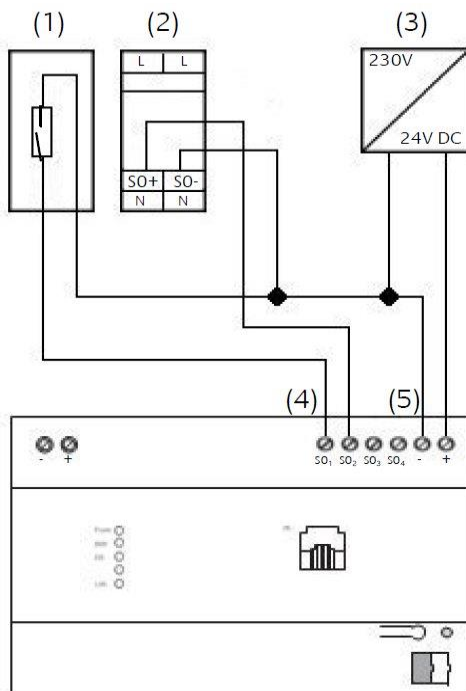 (1) (2) (3)
L L
230V
24V DC
S0+ S0-
N N
(4) (5)
- + S0₁ S0₂ S0₃ S0₄ - +